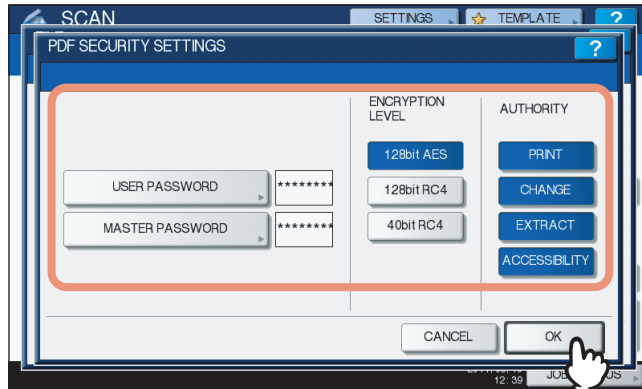 SCAN
SETTINGS
TEMPLATE
?
PDF SECURITY SETTINGS
?
ENCRYPTION
LEVEL
AUTHORITY
128bit AES
PRINT
USER PASSWORD
********
128bit RC4
CHANGE
MASTER PASSWORD
********
40bit RC4
EXTRACT
ACCESSIBILITY
CANCEL
OK
12:39